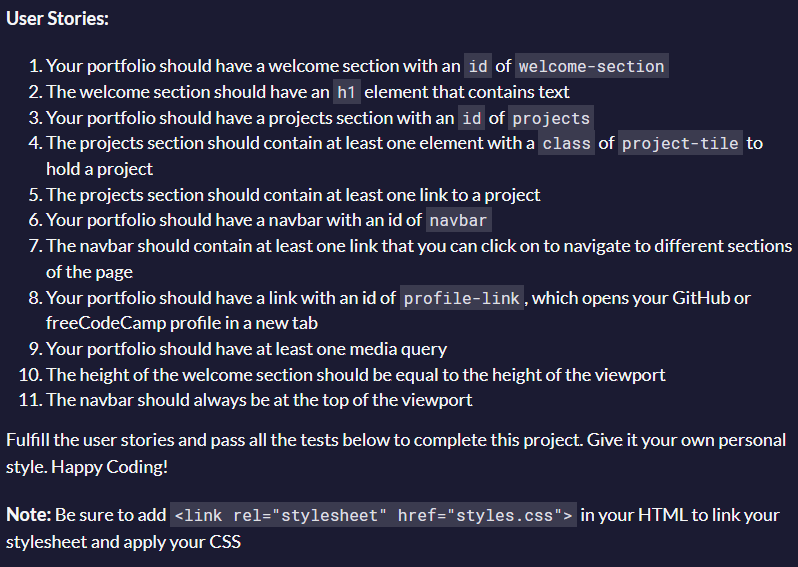 User Stories:
1. Your portfolio should have a welcome section with an id of welcome-section
2. The welcome section should have an h1 element that contains text
3. Your portfolio should have a projects section with an id of projects
4. The projects section should contain at least one element with a class of project-tile to
hold a project
5. The projects section should contain at least one link to a project
6. Your portfolio should have a navbar with an id of navbar
7. The navbar should contain at least one link that you can click on to navigate to different sections
of the page
8. Your portfolio should have a link with an id of profile-link, which opens your GitHub or
freeCodeCamp profile in a new tab
9. Your portfolio should have at least one media query
10. The height of the welcome section should be equal to the height of the viewport
11. The navbar should always be at the top of the viewport
Fulfill the user stories and pass all the tests below to complete this project. Give it your own personal
style. Happy Coding!
Note: Be sure to add <link rel="stylesheet" href="styles.css"> in your HTML to link your
stylesheet and apply your CSS